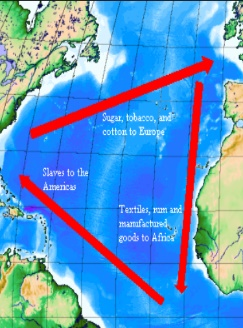 Sugar, tobacco, and
cotton to Europe
Slaves to the
Americas
Textiles, rum and
manufactured
goods to Africa